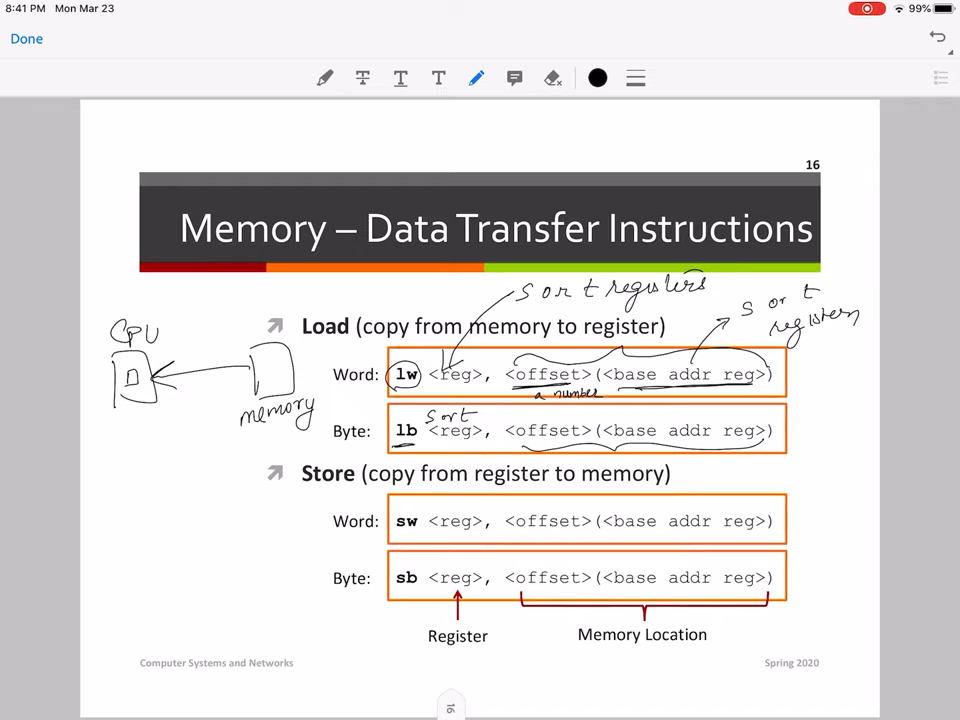 8:41 PM Mon Mar 23
99%
Done
T T T
16
Memory – Data Transfer Instructions
s or t registers
s or t
registers
CPU
Load (copy from memory to register)
Word: lw <reg>, <offset>(<base addr reg>)
a number
memory
s or t
Byte: lb <reg>, <offset>(<base addr reg>)
Store (copy from register to memory)
Word: sw <reg>, <offset>(<base addr reg>)
Byte: sb <reg>, <offset>(<base addr reg>)
Register Memory Location
Computer Systems and Networks Spring 2020
16